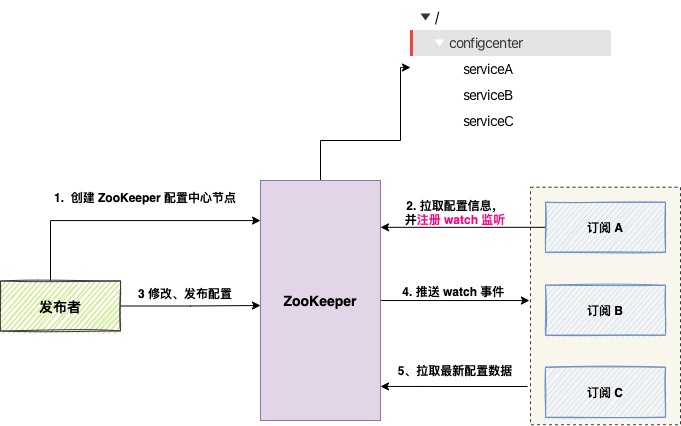 /
configcenter
serviceA
serviceB
serviceC
1. 创建 ZooKeeper 配置中心节点
2. 拉取配置信息,
并注册 watch 监听
订阅 A
发布者
3 修改、发布配置
ZooKeeper
4. 推送 watch 事件
订阅 B
5、拉取最新配置数据
订阅 C